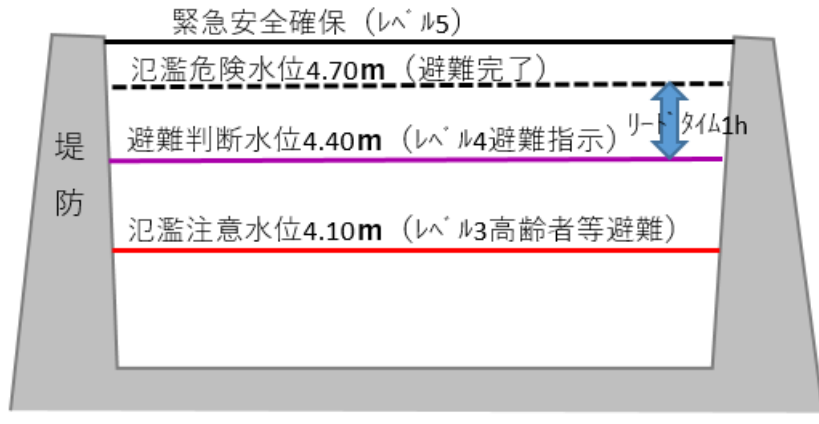 緊急安全確保（ﾚﾍﾞﾙ5）
氾濫危険水位4.70m（避難完了）
避難判断水位4.40m（ﾚﾍﾞﾙ4避難指示）
ﾘｰﾄﾞﾀｲﾑ1h
堤防
氾濫注意水位4.10m（ﾚﾍﾞﾙ3高齢者等避難）